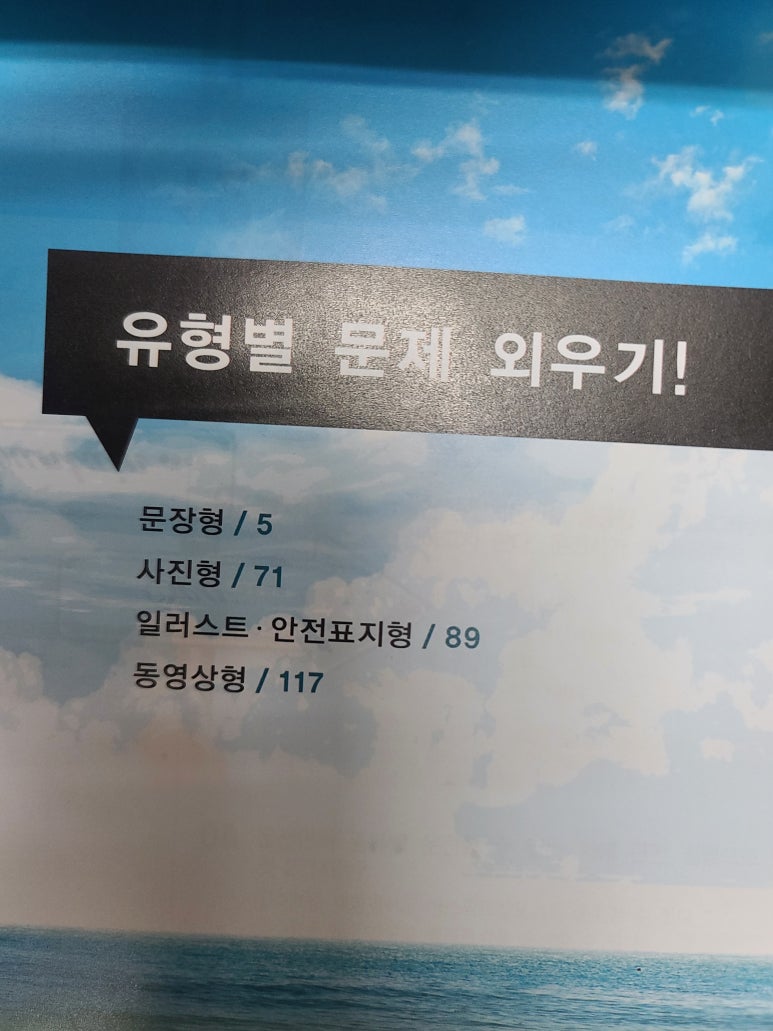 유형별 문제 외우기!
문장형 / 5
사진형 / 71
일러스트·안전표지형 / 89
동영상형 / 117